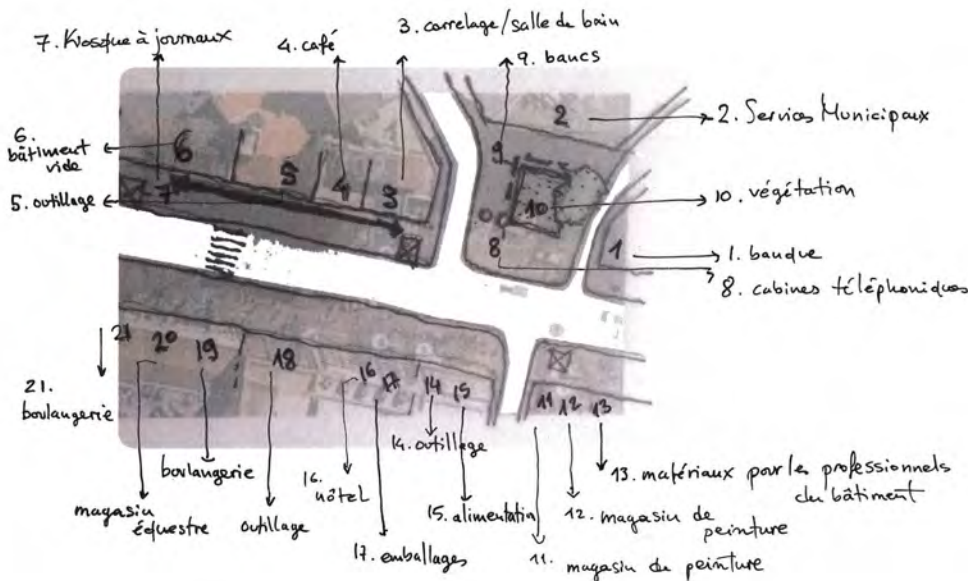 7. Kiosque à journaux
4. café
3. carrelage/salle de bain
9. bancs
2. Services Municipaux
6. bâtiment vide
5. outillage
10. végétation
1. banque
8. cabines téléphoniques
6
7
5
4
3
9
2
10
8
1
21
20
19
18
16
17
14
15
11
12
13
21. boulangerie
magasin équestre
boulangerie
outillage
16. hôtel
17. emballages
14. outillage
15. alimentation
11. magasin de peinture
12. magasin de peinture
13. matériaux pour les professionnels du bâtiment